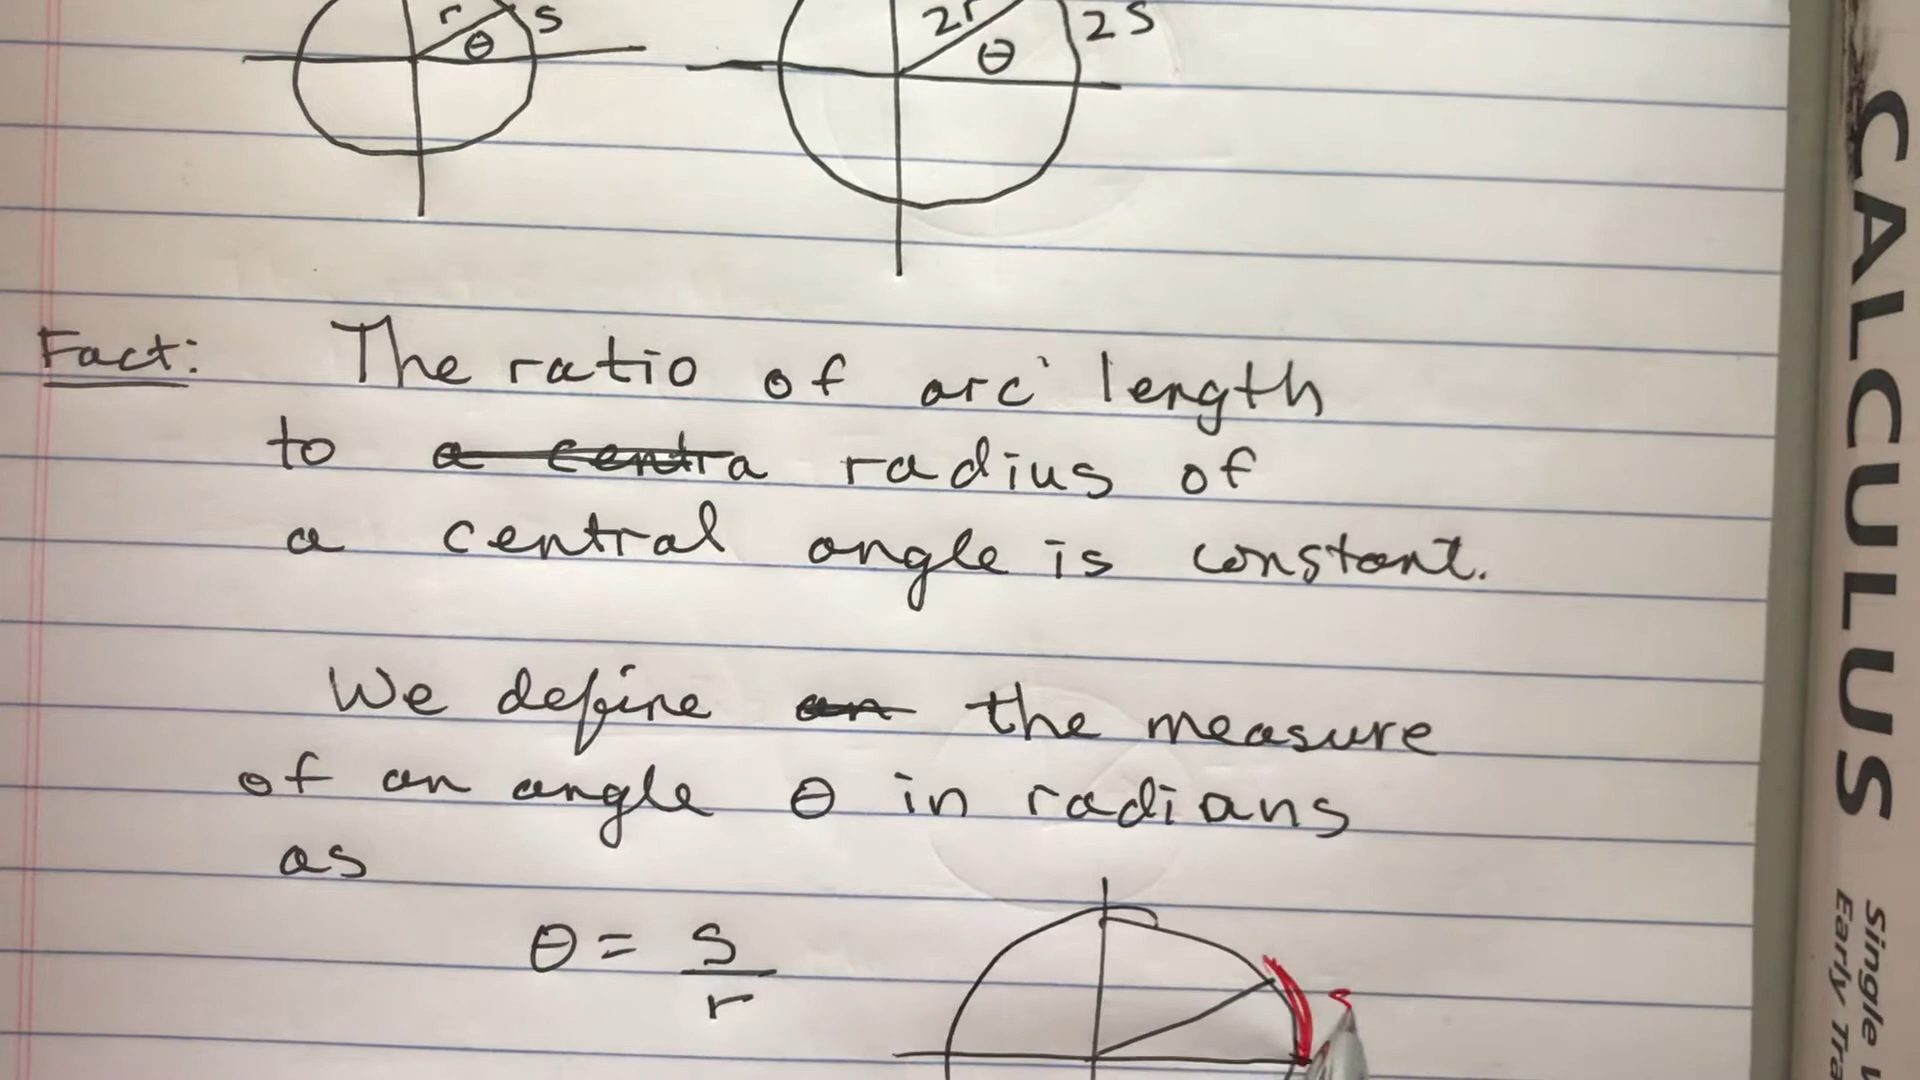 r θ s
2r θ 2s
Fact: The ratio of arc length
to a centra radius of
a central angle is constant.
We define an the measure
of an angle θ in radians
as
θ = s
r
s
CALCULUS
Single
Early